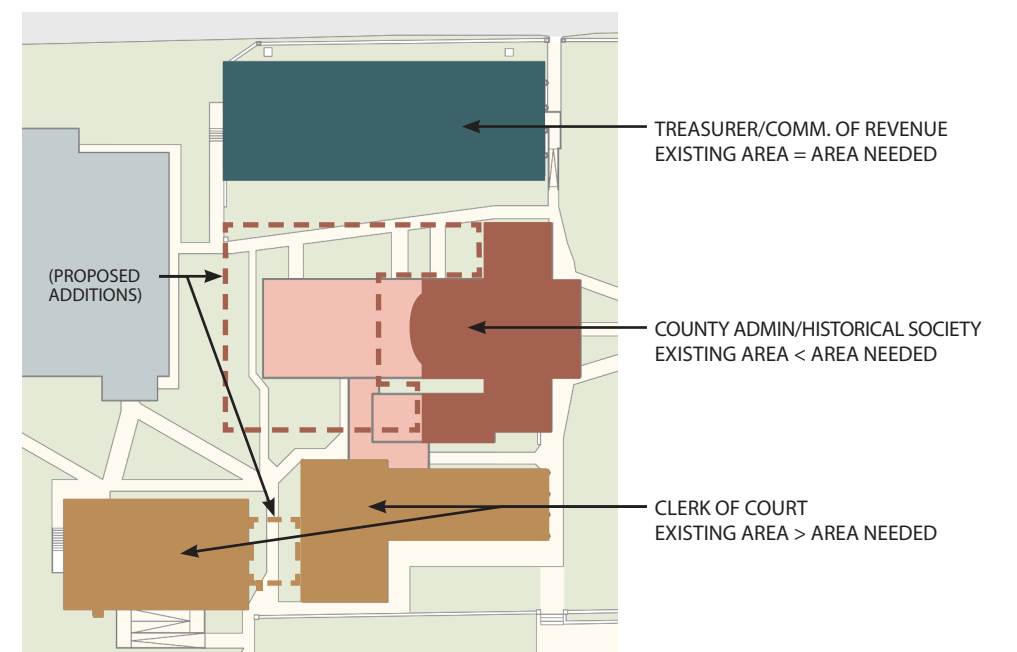 TREASURER/COMM. OF REVENUE
EXISTING AREA = AREA NEEDED
(PROPOSED
ADDITIONS)
COUNTY ADMIN/HISTORICAL SOCIETY
EXISTING AREA < AREA NEEDED
CLERK OF COURT
EXISTING AREA > AREA NEEDED